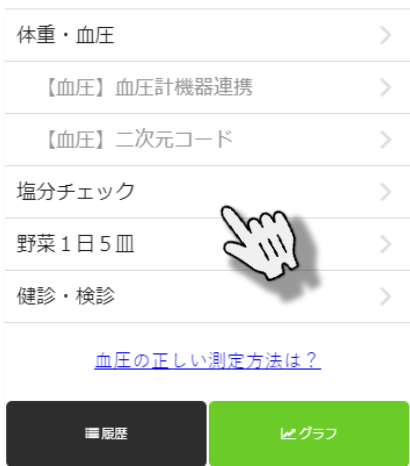 体重・血圧
【血圧】血圧計機器連携
【血圧】二次元コード
塩分チェック
野菜１日５皿
健診・検診
血圧の正しい測定方法は？
履歴
グラフ